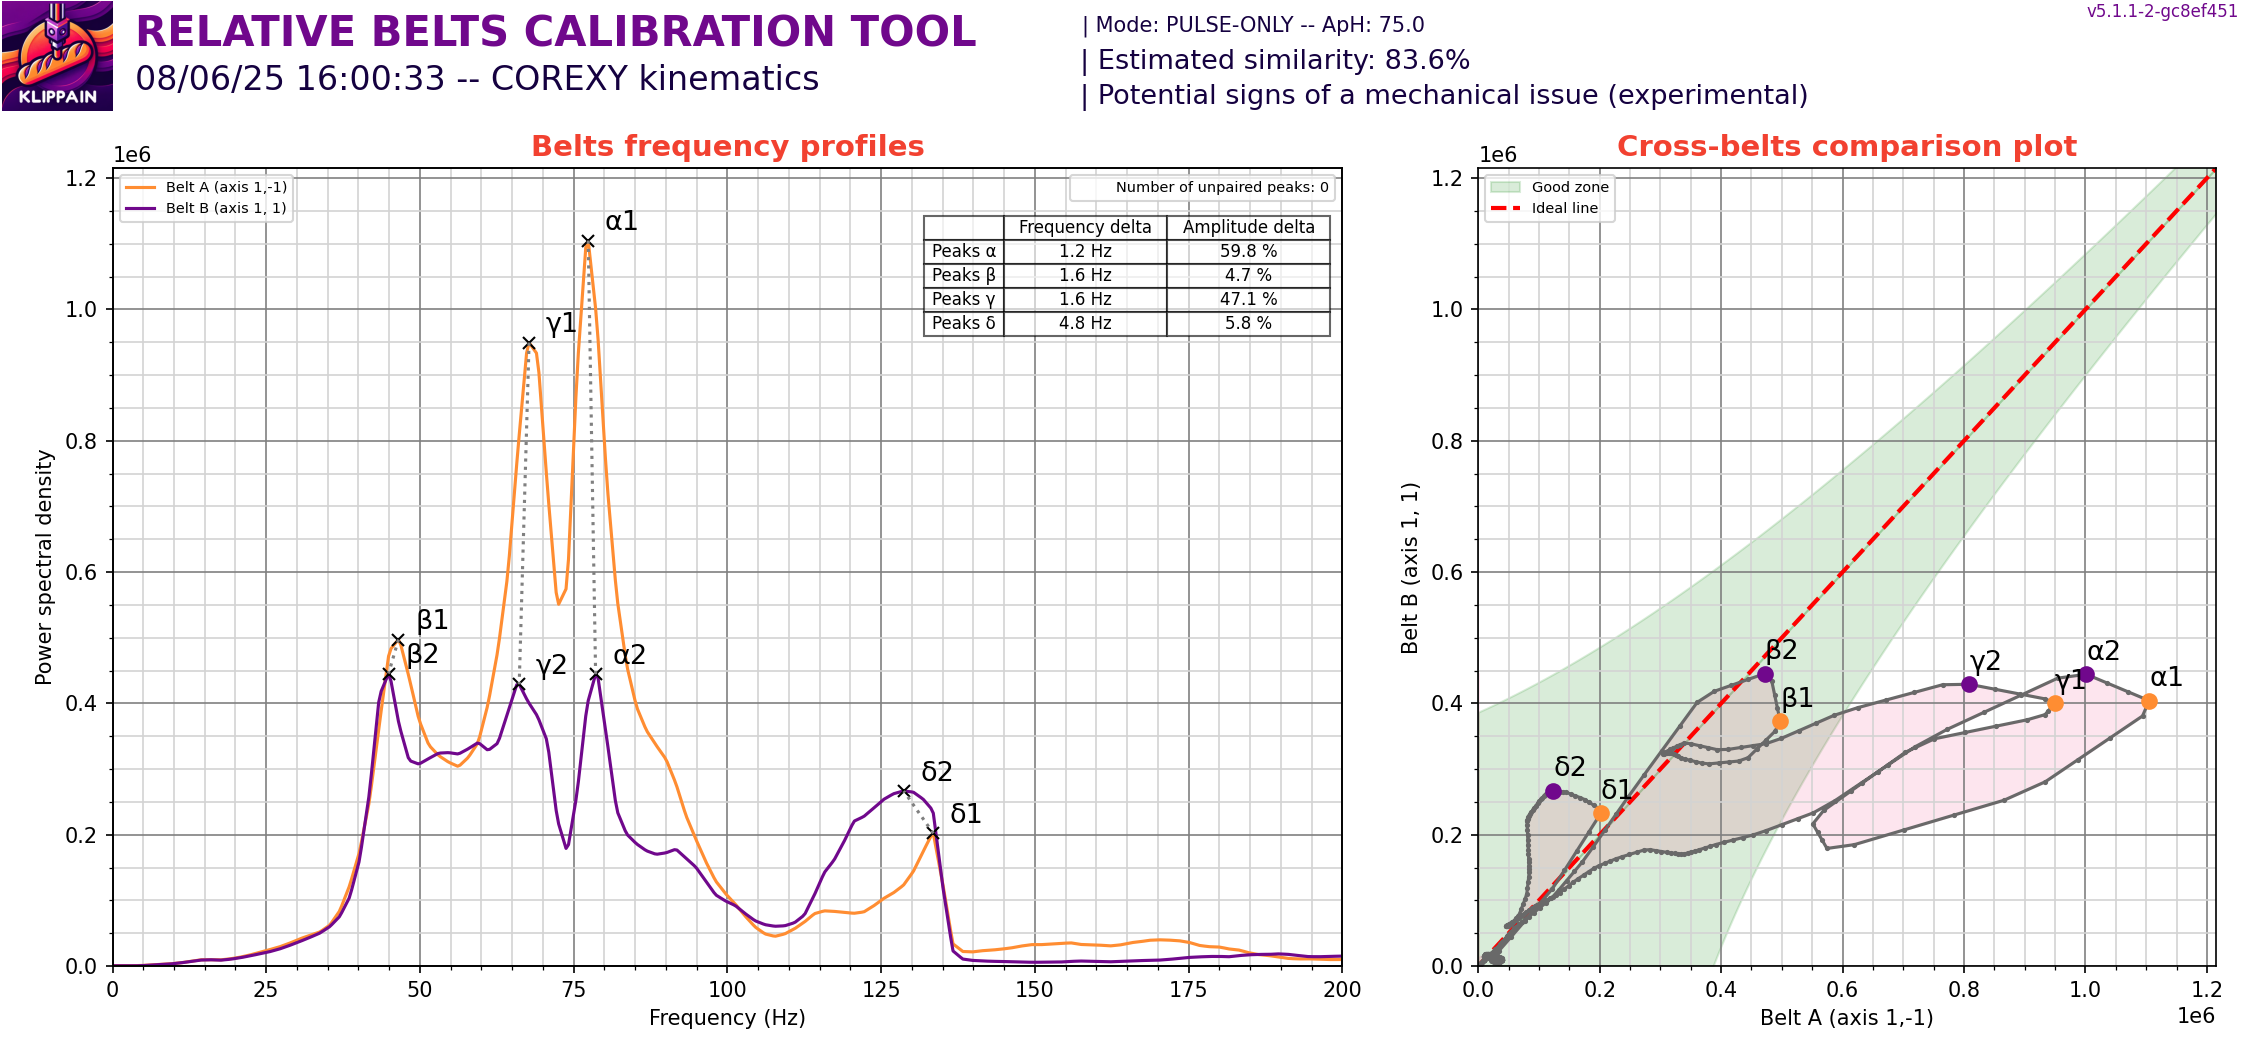 KLIPPAIN
RELATIVE BELTS CALIBRATION TOOL
08/06/25 16:00:33 -- COREXY kinematics
| Mode: PULSE-ONLY -- ApH: 75.0
| Estimated similarity: 83.6%
| Potential signs of a mechanical issue (experimental)
v5.1.1-2-gc8ef451
Belts frequency profiles
1e6
Belt A (axis 1,-1)
Belt B (axis 1, 1)
Number of unpaired peaks: 0
Frequency delta Amplitude delta
Peaks α 1.2 Hz 59.8 %
Peaks β 1.6 Hz 4.7 %
Peaks γ 1.6 Hz 47.1 %
Peaks δ 4.8 Hz 5.8 %
α1
γ1
β1
β2
γ2
α2
δ2
δ1
1.2
1.0
0.8
0.6
0.4
0.2
0.0
Power spectral density
0 25 50 75 100 125 150 175 200
Frequency (Hz)
Cross-belts comparison plot
1e6
Good zone
Ideal line
β2
γ2
α2
γ1
α1
β1
δ2
δ1
1.2
1.0
0.8
0.6
0.4
0.2
0.0
Belt B (axis 1, 1)
0.0 0.2 0.4 0.6 0.8 1.0 1.2
Belt A (axis 1,-1)
1e6